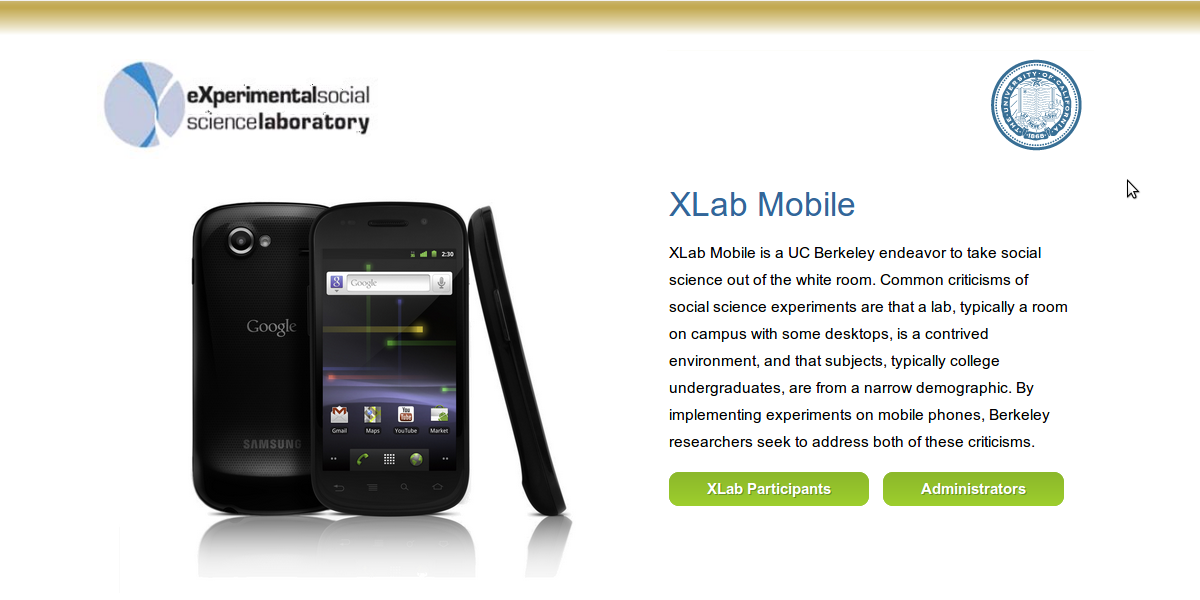 eXperimentalsocial
sciencelaboratory
THE UNIVERSITY OF CALIFORNIA
1868
XLab Mobile
XLab Mobile is a UC Berkeley endeavor to take social
science out of the white room. Common criticisms of
social science experiments are that a lab, typically a room
on campus with some desktops, is a contrived
environment, and that subjects, typically college
undergraduates, are from a narrow demographic. By
implementing experiments on mobile phones, Berkeley
researchers seek to address both of these criticisms.
XLab Participants
Administrators
2:30
8
Google
Google
Gmail Maps YouTube Market
You
Tube
SAMSUNG